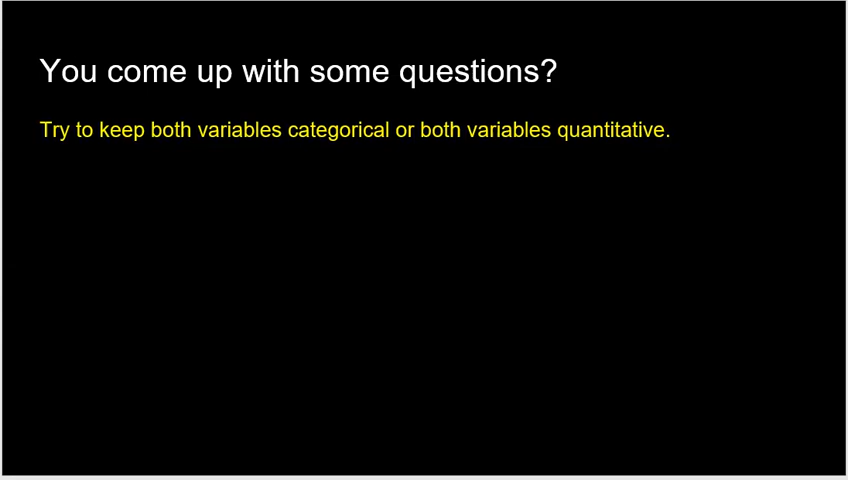 You come up with some questions?
Try to keep both variables categorical or both variables quantitative.